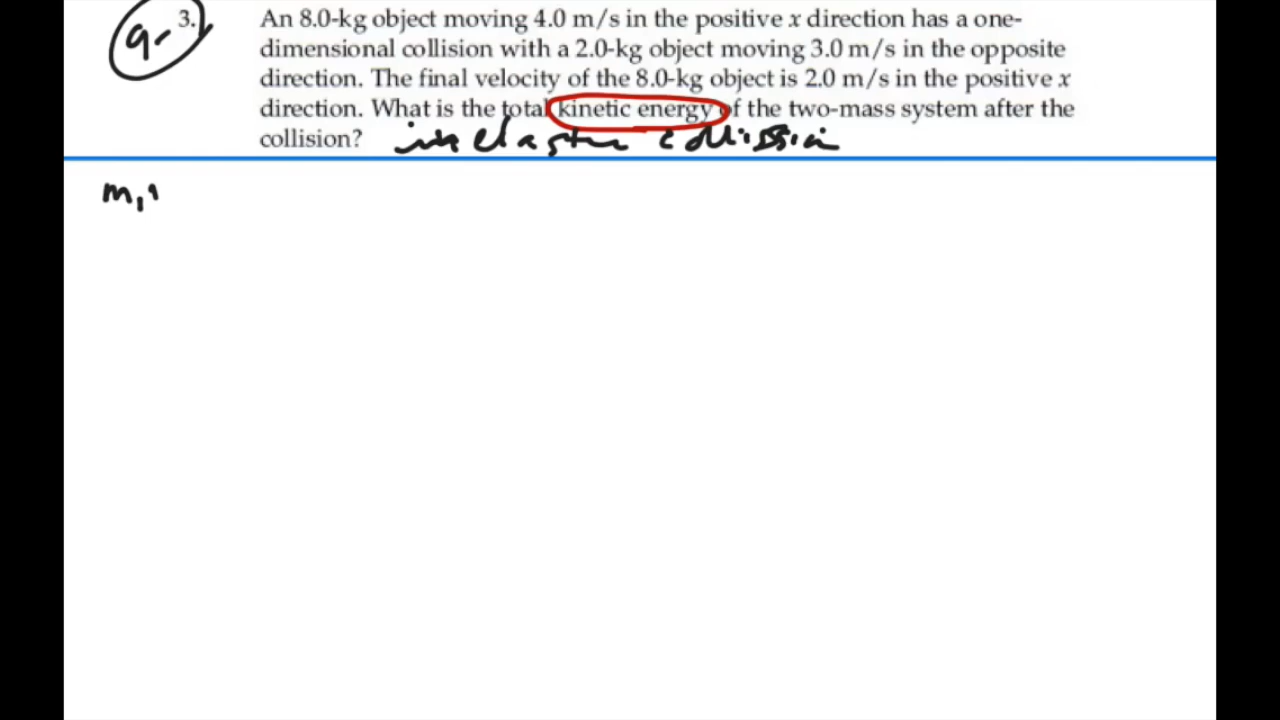 9-3.
An 8.0-kg object moving 4.0 m/s in the positive x direction has a one-
dimensional collision with a 2.0-kg object moving 3.0 m/s in the opposite
direction. The final velocity of the 8.0-kg object is 2.0 m/s in the positive x
direction. What is the total kinetic energy of the two-mass system after the
collision? inelastic collission
m₁